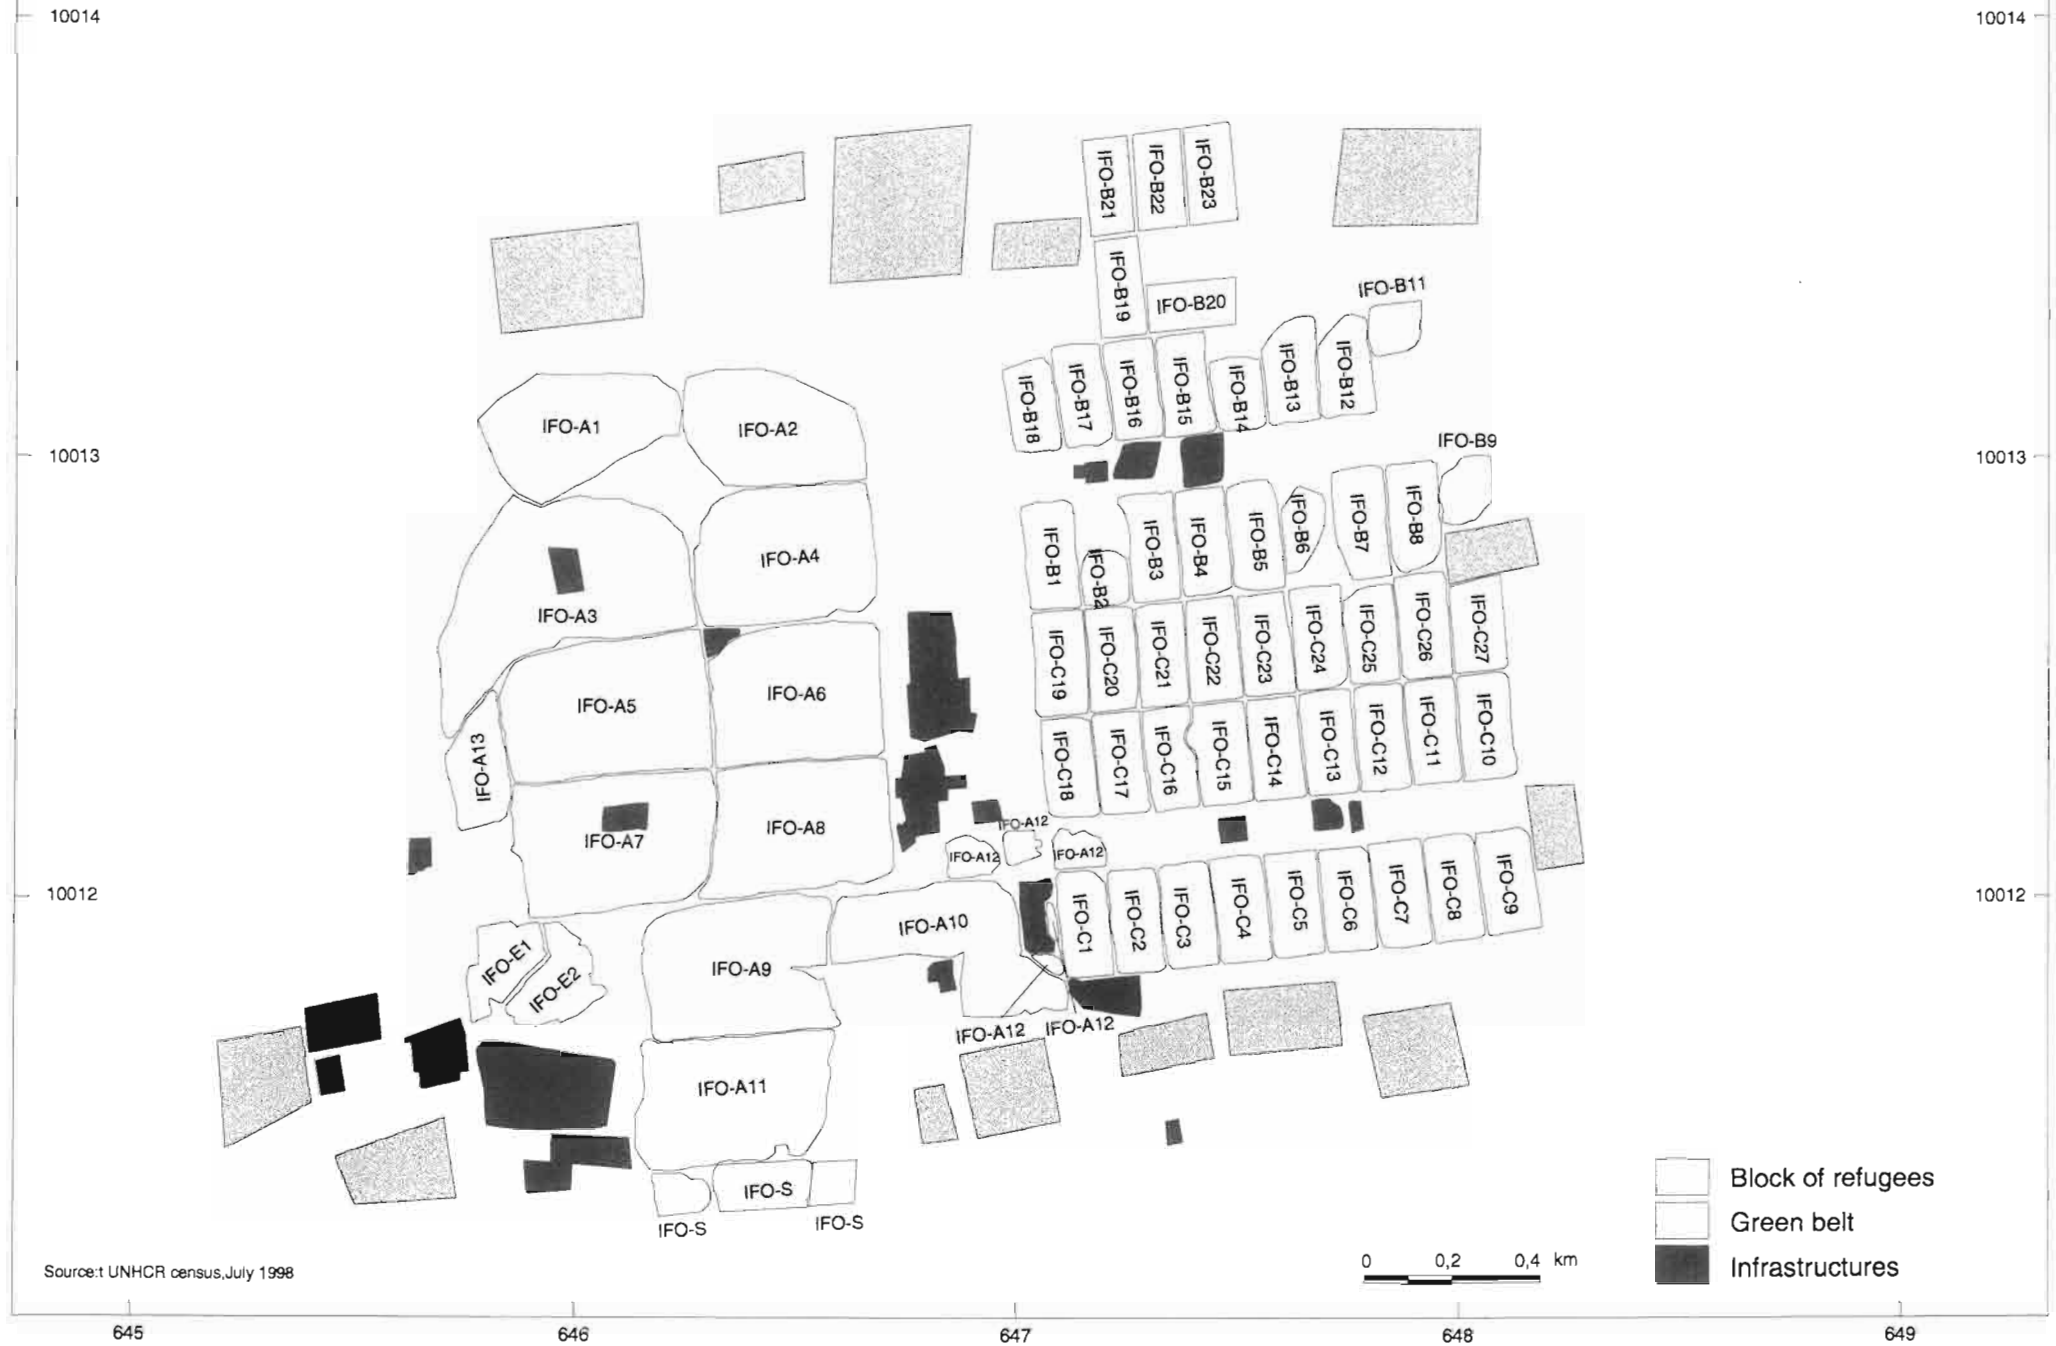 10014
10014
IFO-B21
IFO-B22
IFO-B23
IFO-B19
IFO-B20
IFO-B11
IFO-B18
IFO-B17
IFO-B16
IFO-B15
IFO-B14
IFO-B13
IFO-B12
IFO-A1
IFO-A2
10013
IFO-B9
10013
IFO-B1
IFO-B2
IFO-B3
IFO-B4
IFO-B5
IFO-B6
IFO-B7
IFO-B8
IFO-A4
IFO-A3
IFO-C19
IFO-C20
IFO-C21
IFO-C22
IFO-C23
IFO-C24
IFO-C25
IFO-C26
IFO-C27
IFO-A5
IFO-A6
IFO-A13
IFO-C18
IFO-C17
IFO-C16
IFO-C15
IFO-C14
IFO-C13
IFO-C12
IFO-C11
IFO-C10
IFO-A7
IFO-A8
IFO-A12
IFO-A12
IFO-A12
10012
10012
IFO-A10
IFO-C1
IFO-C2
IFO-C3
IFO-C4
IFO-C5
IFO-C6
IFO-C7
IFO-C8
IFO-C9
IFO-E1
IFO-E2
IFO-A9
IFO-A12
IFO-A12
IFO-A11
IFO-S
IFO-S
IFO-S
Block of refugees
Green belt
Infrastructures
0 0,2 0,4 km
Source:t UNHCR census,July 1998
645 646 647 648 649